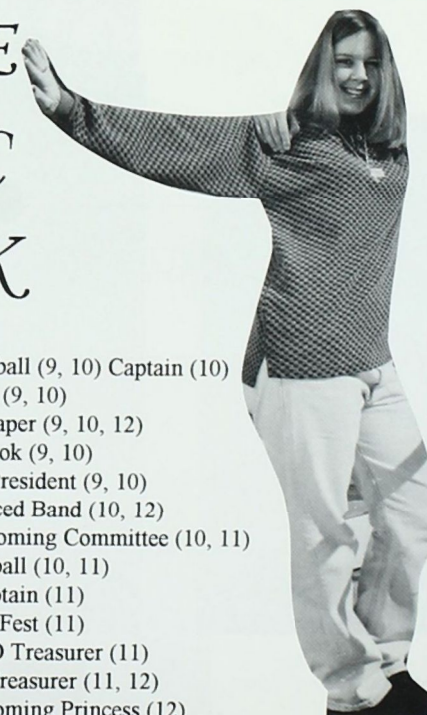 E
C
K
ball (9, 10) Captain (10)
(9, 10)
aper (9, 10, 12)
ok (9, 10)
resident (9, 10)
ced Band (10, 12)
oming Committee (10, 11)
ball (10, 11)
tain (11)
Fest (11)
Treasurer (11)
reasurer (11, 12)
oming Princess (12)